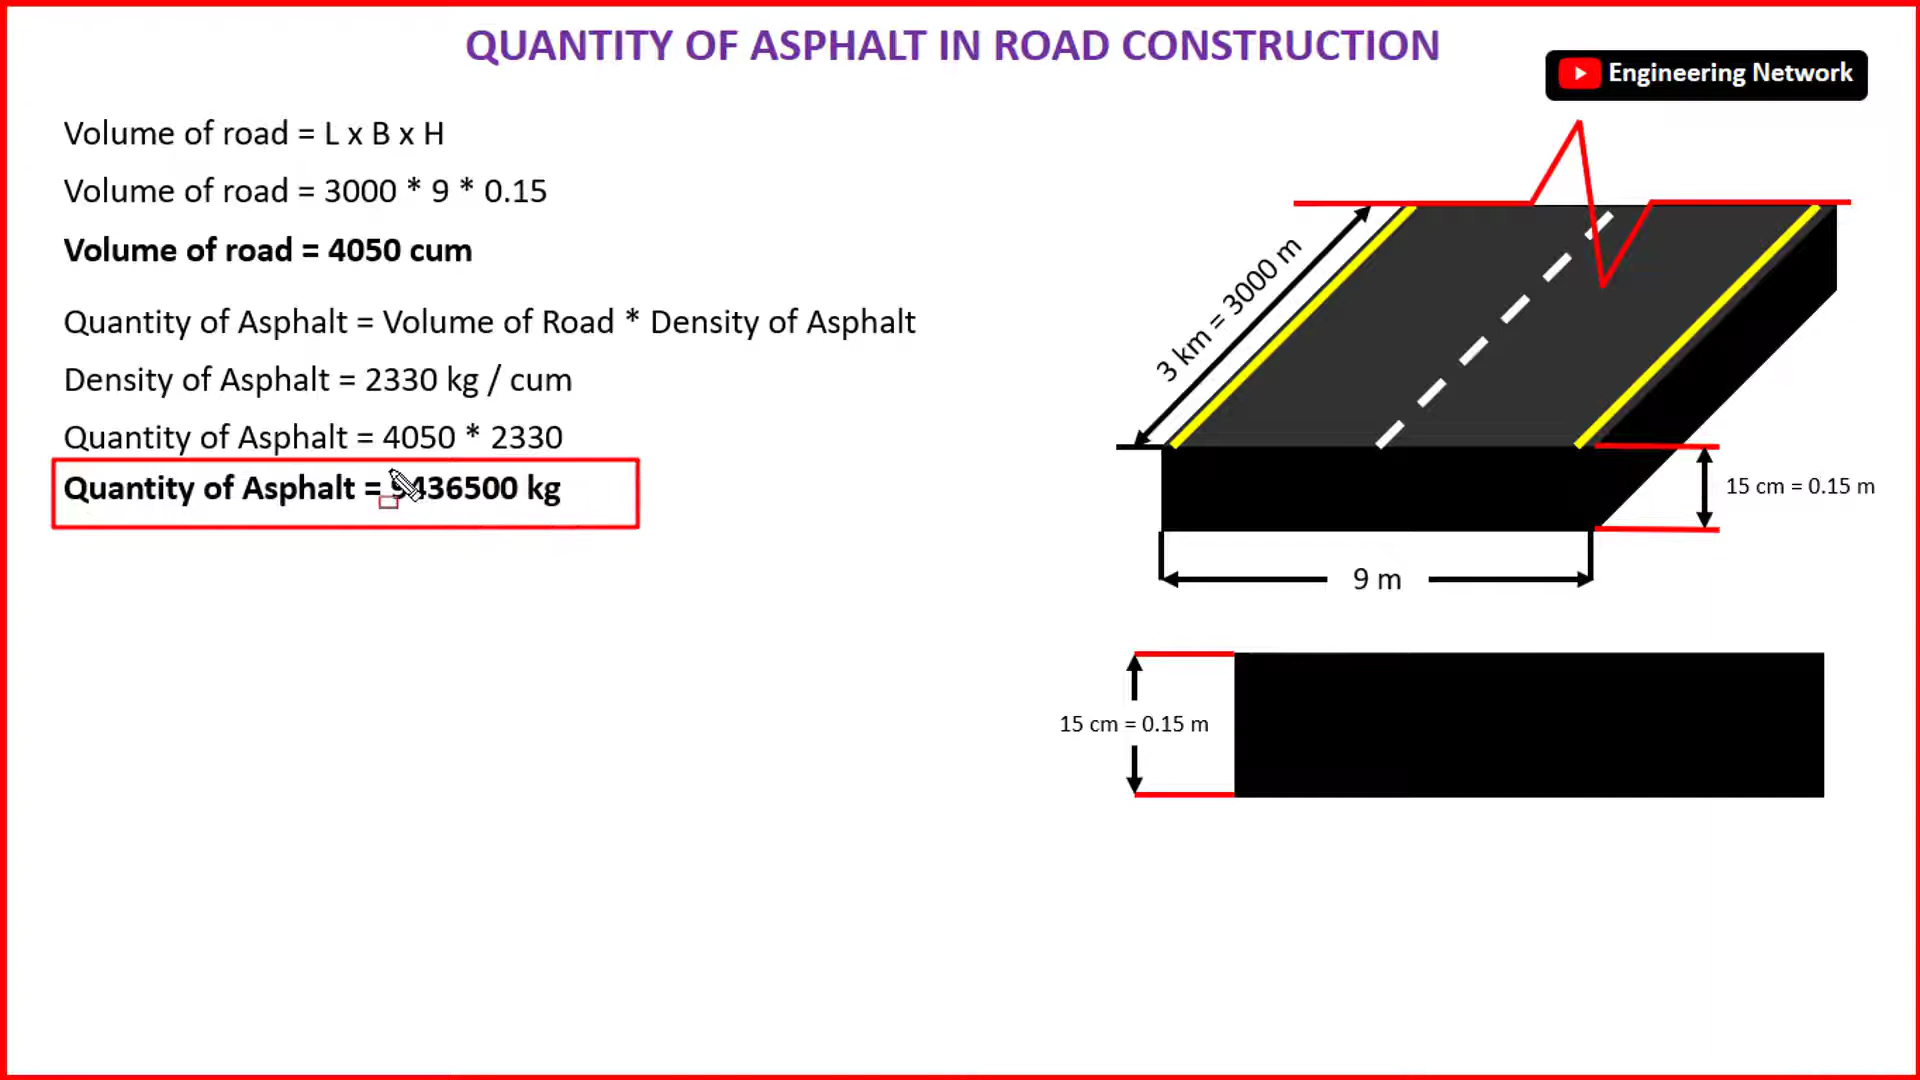 QUANTITY OF ASPHALT IN ROAD CONSTRUCTION
Engineering Network
Volume of road = L x B x H
Volume of road = 3000 * 9 * 0.15
Volume of road = 4050 cum
Quantity of Asphalt = Volume of Road * Density of Asphalt
Density of Asphalt = 2330 kg / cum
Quantity of Asphalt = 4050 * 2330
Quantity of Asphalt = 9436500 kg
3 km = 3000 m
15 cm = 0.15 m
9 m
15 cm = 0.15 m